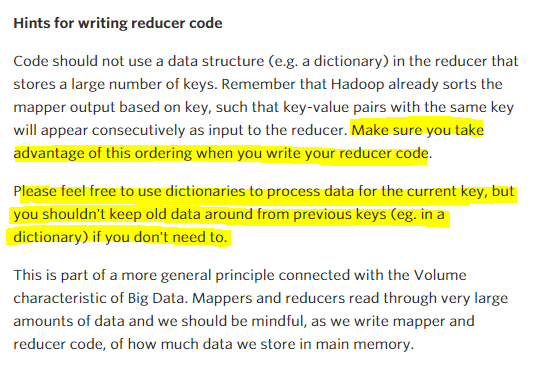 Hints for writing reducer code
Code should not use a data structure (e.g. a dictionary) in the reducer that
stores a large number of keys. Remember that Hadoop already sorts the
mapper output based on key, such that key-value pairs with the same key
will appear consecutively as input to the reducer. Make sure you take
advantage of this ordering when you write your reducer code.
Please feel free to use dictionaries to process data for the current key, but
you shouldn't keep old data around from previous keys (eg. in a
dictionary) if you don't need to.
This is part of a more general principle connected with the Volume
characteristic of Big Data. Mappers and reducers read through very large
amounts of data and we should be mindful, as we write mapper and
reducer code, of how much data we store in main memory.